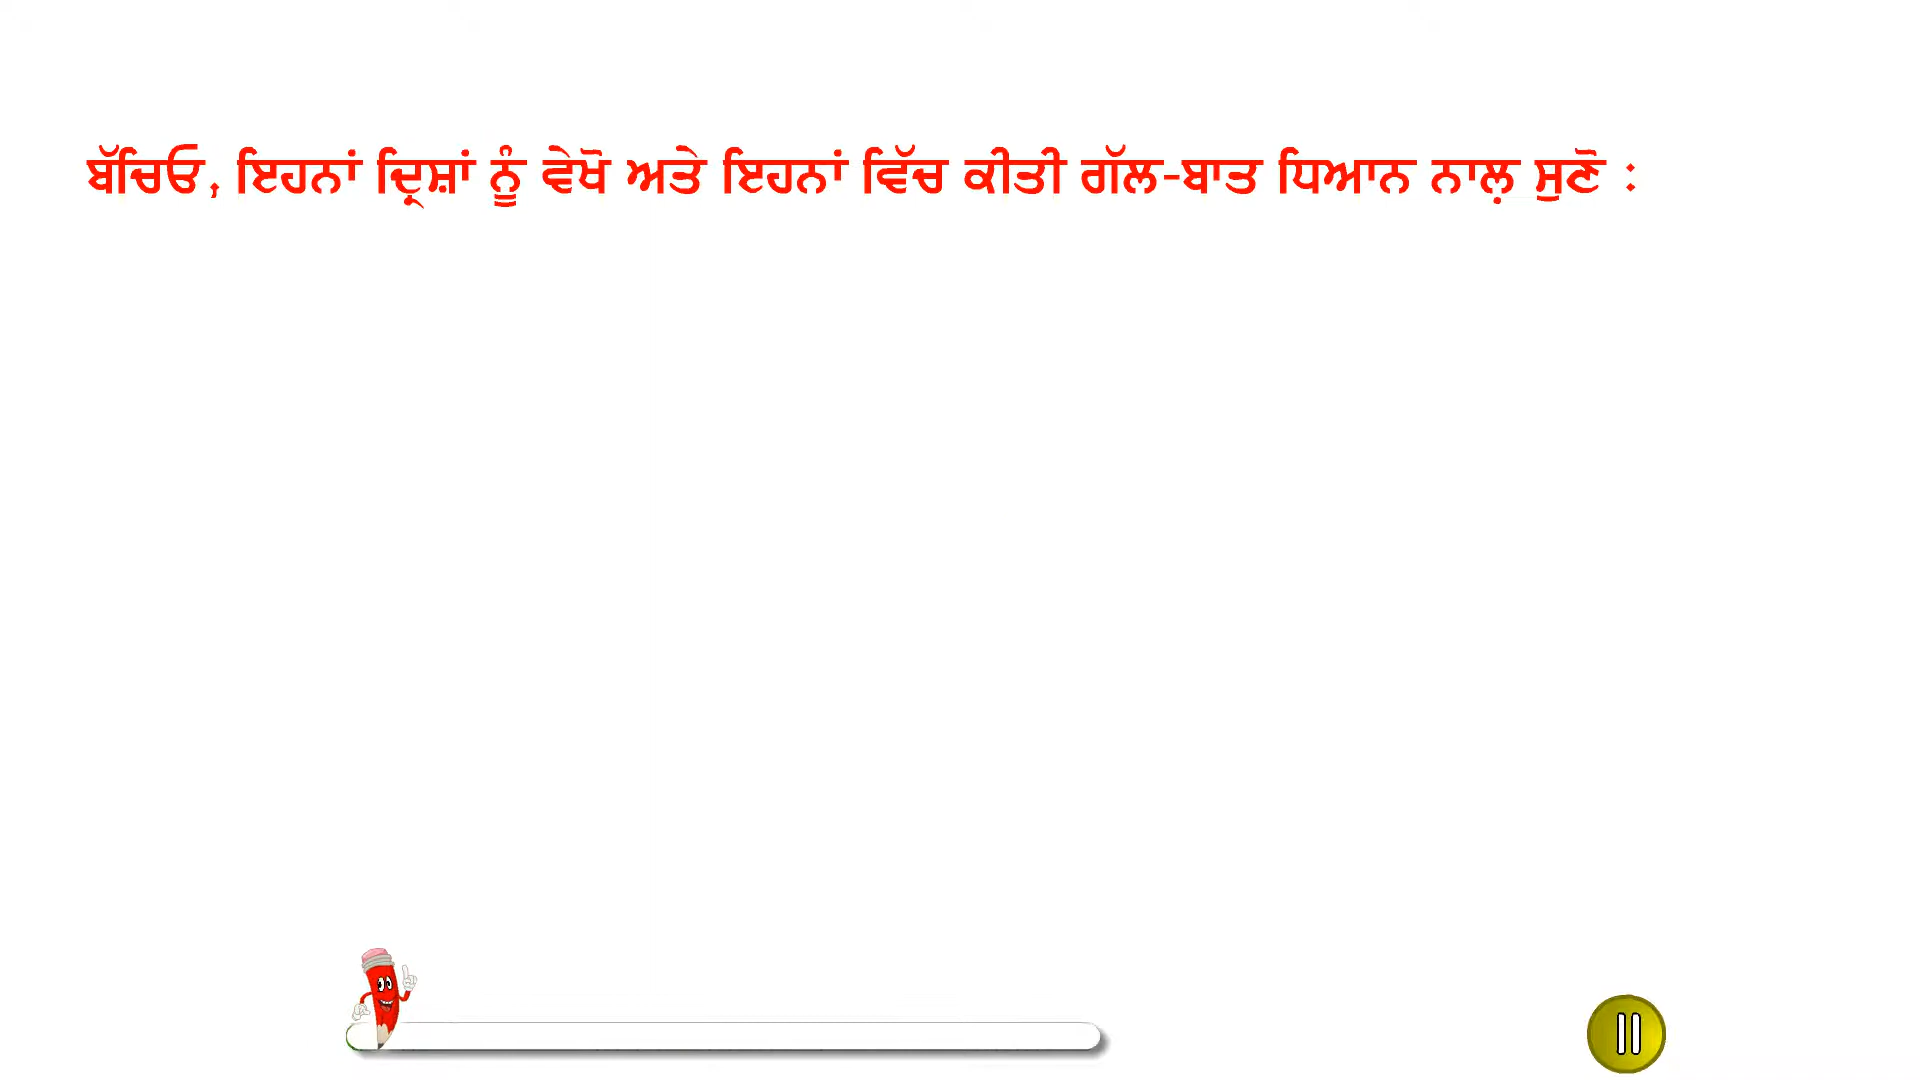 ਬੱਚਿਓ, ਇਹਨਾਂ ਦ੍ਰਿਸ਼ਾਂ ਨੂੰ ਵੇਖੋ ਅਤੇ ਇਹਨਾਂ ਵਿੱਚ ਕੀਤੀ ਗੱਲ-ਬਾਤ ਧਿਆਨ ਨਾਲ਼ ਸੁਣੋ :